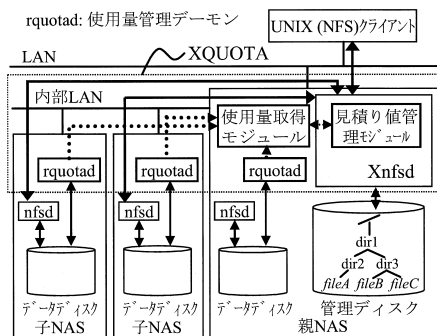 rquotad: 使用量管理デーモン
UNIX (NFS)クライアント
XQUOTA
LAN
内部LAN
使用量取得
モジュール
見積り値管
理モジュール
rquotad
rquotad
rquotad
Xnfsd
nfsd
nfsd
nfsd
/
dir1
dir2 dir3
fileA fileB fileC
データディスク
データディスク
データディスク
管理ディスク
子NAS
子NAS
親NAS